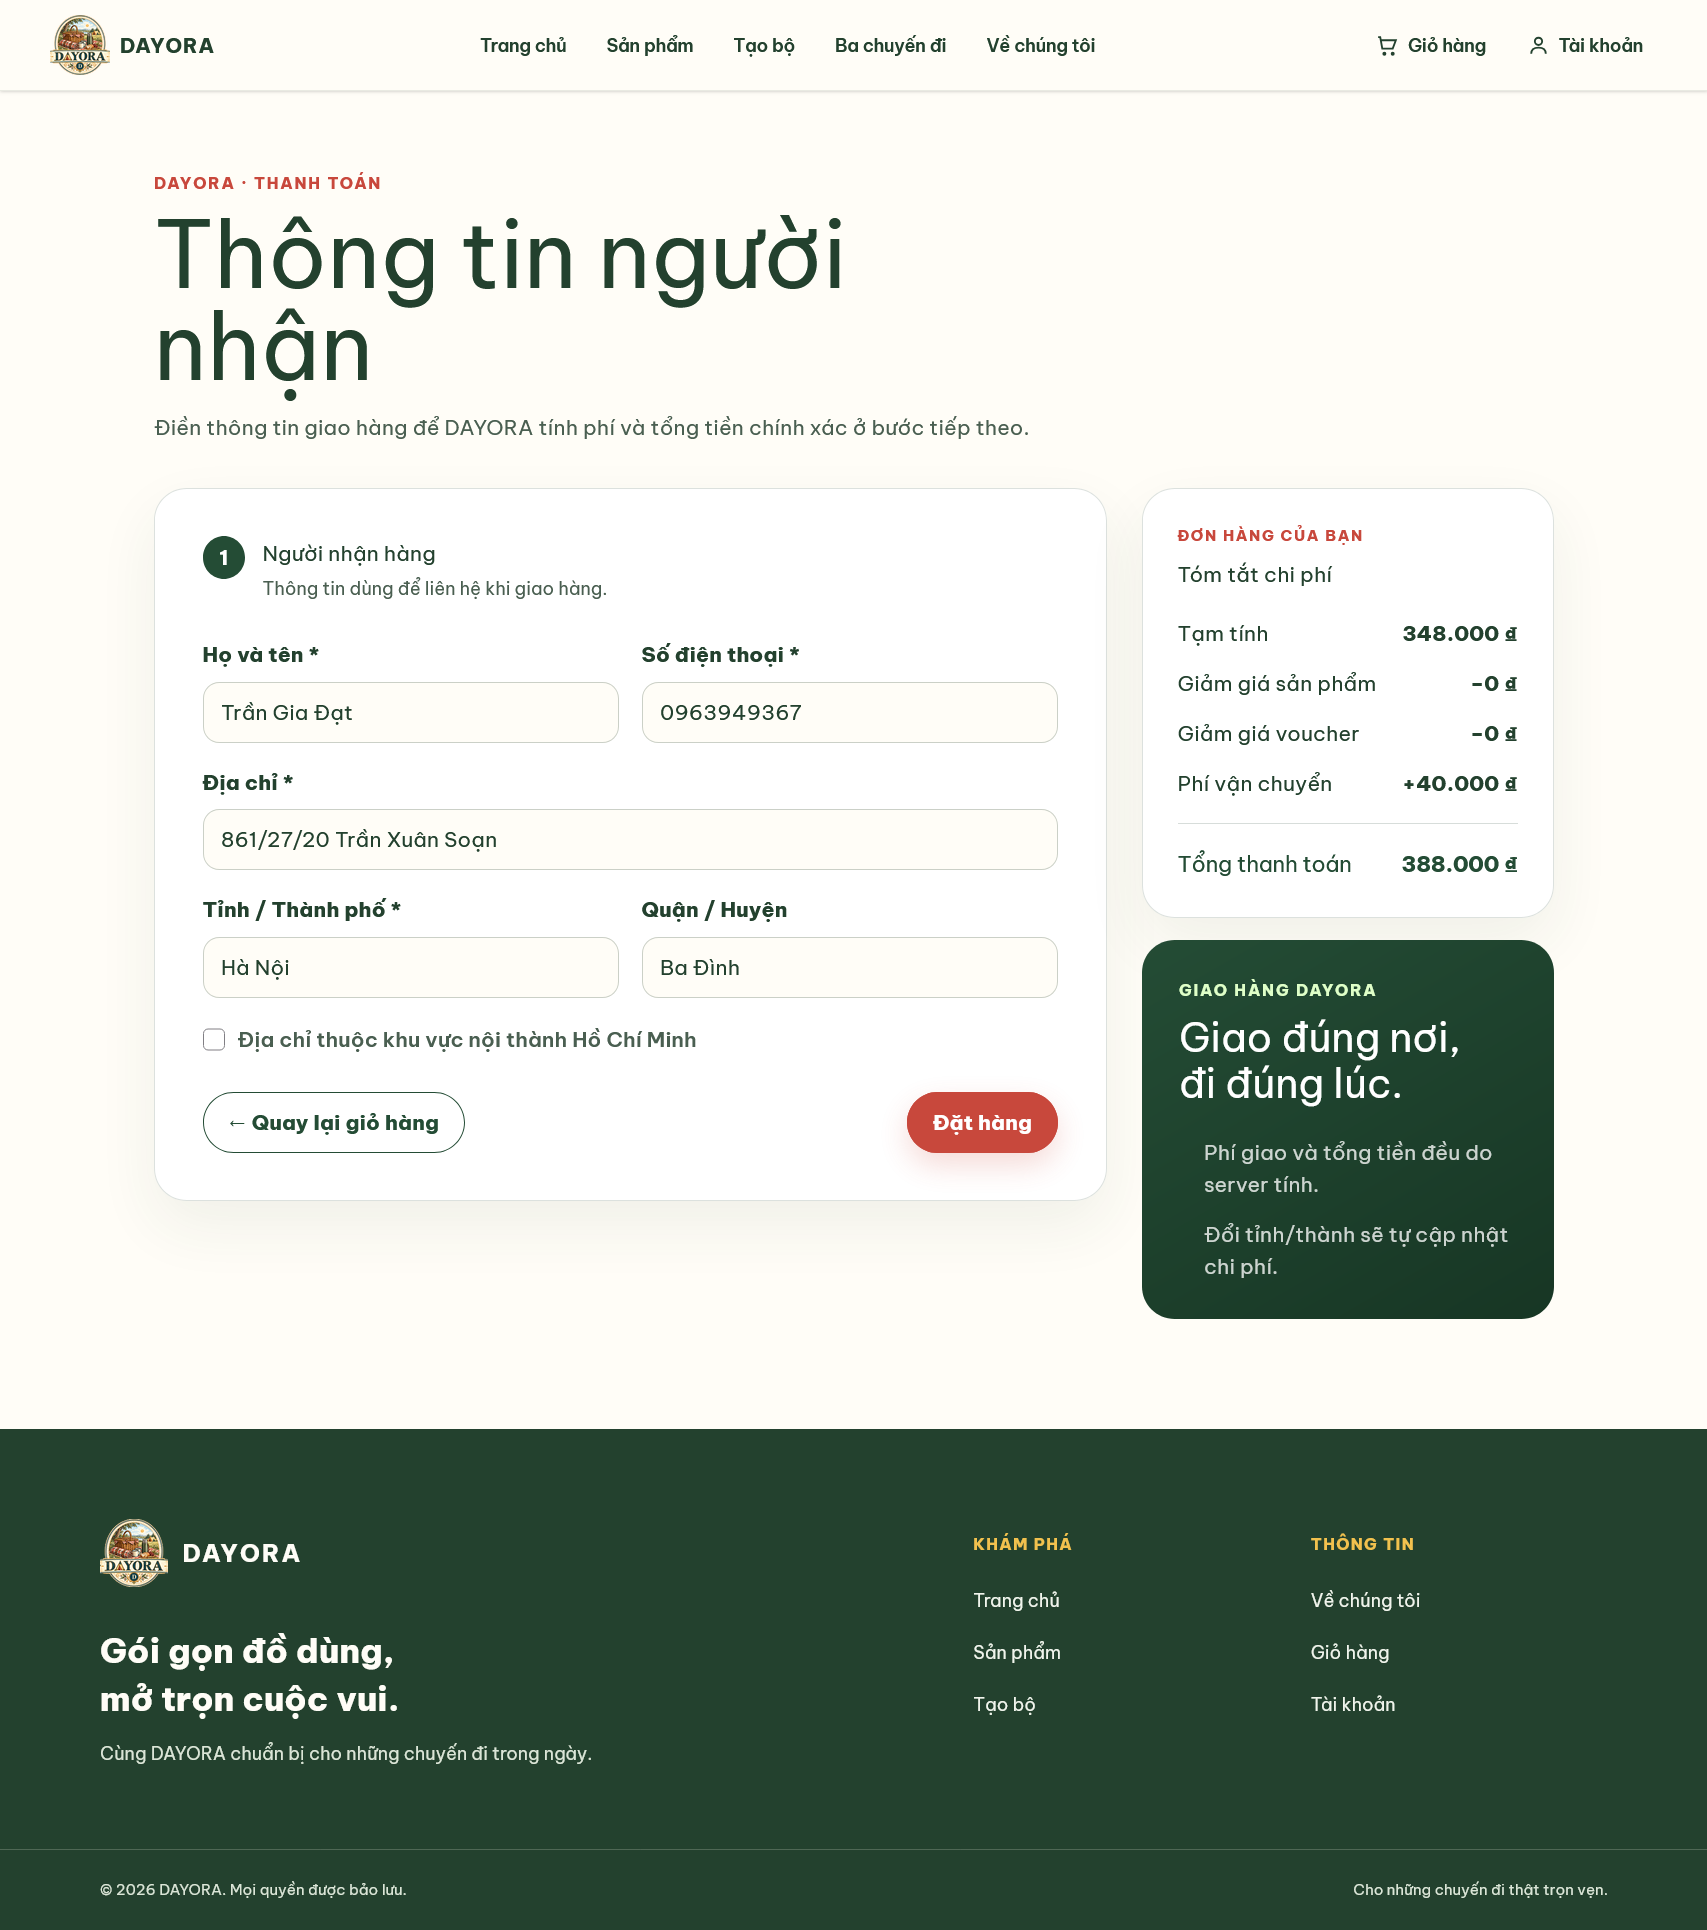 DAYORA
DAYORA
Trang chủ
Sản phẩm
Tạo bộ
Ba chuyến đi
Về chúng tôi
Giỏ hàng
Tài khoản
DAYORA · THANH TOÁN
Thông tin người
nhận
Điền thông tin giao hàng để DAYORA tính phí và tổng tiền chính xác ở bước tiếp theo.
1
Người nhận hàng
Thông tin dùng để liên hệ khi giao hàng.
Họ và tên *
Số điện thoại *
Trần Gia Đạt
0963949367
Địa chỉ *
861/27/20 Trần Xuân Soạn
Tỉnh / Thành phố *
Quận / Huyện
Hà Nội
Ba Đình
Địa chỉ thuộc khu vực nội thành Hồ Chí Minh
← Quay lại giỏ hàng
Đặt hàng
ĐƠN HÀNG CỦA BẠN
Tóm tắt chi phí
Tạm tính 348.000 ₫
Giảm giá sản phẩm −0 ₫
Giảm giá voucher −0 ₫
Phí vận chuyển +40.000 ₫
Tổng thanh toán 388.000 ₫
GIAO HÀNG DAYORA
Giao đúng nơi,
đi đúng lúc.
Phí giao và tổng tiền đều do
server tính.
Đổi tỉnh/thành sẽ tự cập nhật
chi phí.
DAYORA
D
DAYORA
Gói gọn đồ dùng,
mở trọn cuộc vui.
Cùng DAYORA chuẩn bị cho những chuyến đi trong ngày.
KHÁM PHÁ
Trang chủ
Sản phẩm
Tạo bộ
THÔNG TIN
Về chúng tôi
Giỏ hàng
Tài khoản
© 2026 DAYORA. Mọi quyền được bảo lưu.
Cho những chuyến đi thật trọn vẹn.